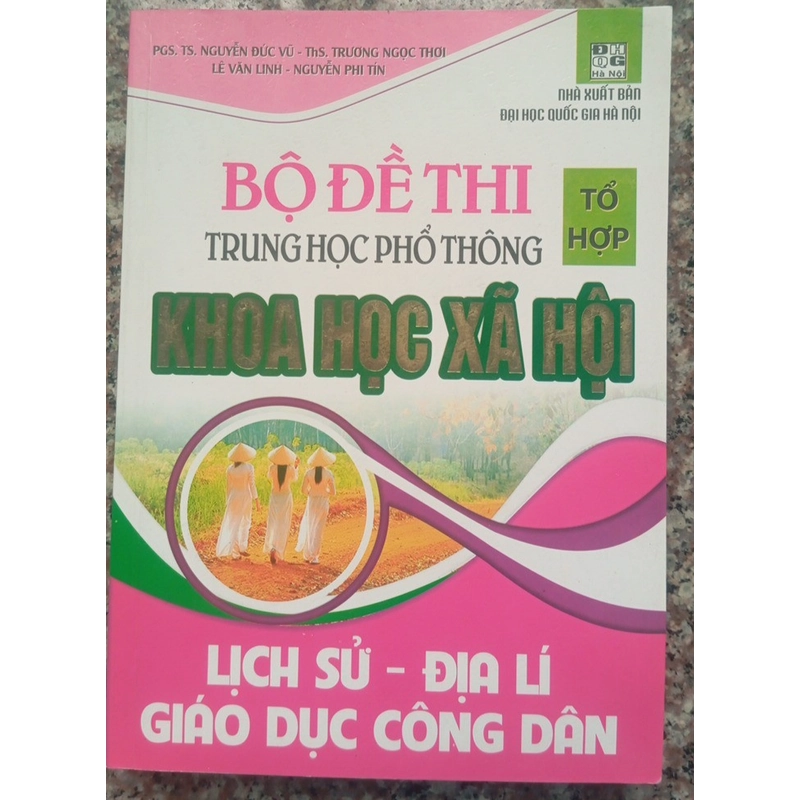 PGS. TS. NGUYỄN ĐỨC VŨ - ThS. TRƯƠNG NGỌC THƠI
LÊ VĂN LINH - NGUYỄN PHI TÍN
ĐH
QG
Hà Nội
NHÀ XUẤT BẢN
ĐẠI HỌC QUỐC GIA HÀ NỘI
BỘ ĐỀ THI
TRUNG HỌC PHỔ THÔNG
TỔ
HỢP
KHOA HỌC XÃ HỘI
LỊCH SỬ - ĐỊA LÍ
GIÁO DỤC CÔNG DÂN